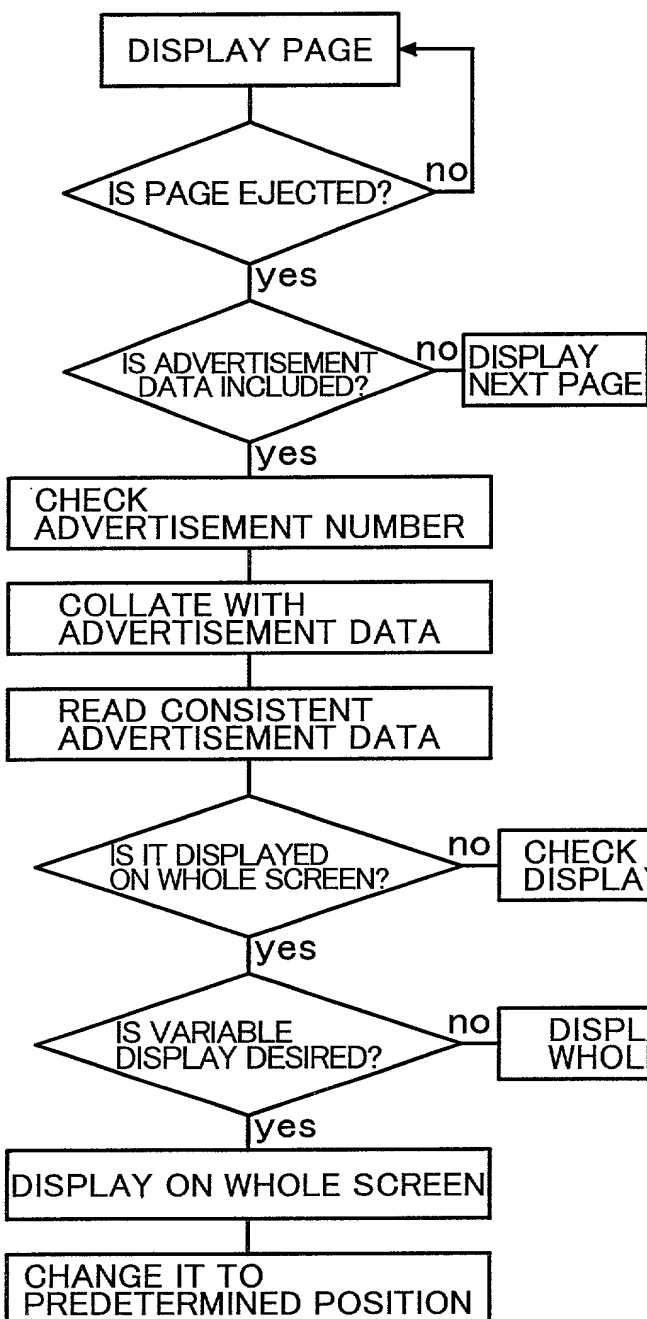 DISPLAY PAGE
no
IS PAGE EJECTED?
yes
no
IS ADVERTISEMENT
DATA INCLUDED?
DISPLAY
NEXT PAGE
yes
CHECK
ADVERTISEMENT NUMBER
COLLATE WITH
ADVERTISEMENT DATA
READ CONSISTENT
ADVERTISEMENT DATA
IS IT DISPLAYED
ON WHOLE SCREEN?
no
CHECK
DISPLAY
yes
IS VARIABLE
DISPLAY DESIRED?
no
WHOLE
yes
DISPLAY ON WHOLE SCREEN
CHANGE IT TO
PREDETERMINED POSITION